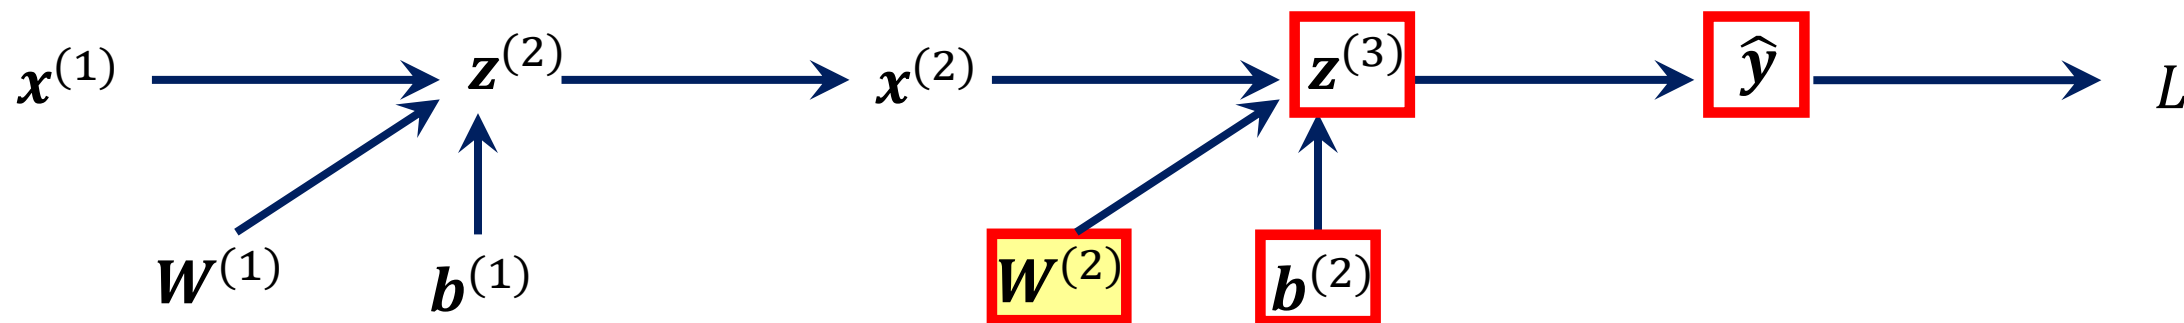 x^(1) z^(2) x^(2) z^(3) ŷ L
W^(1) b^(1) W^(2) b^(2)